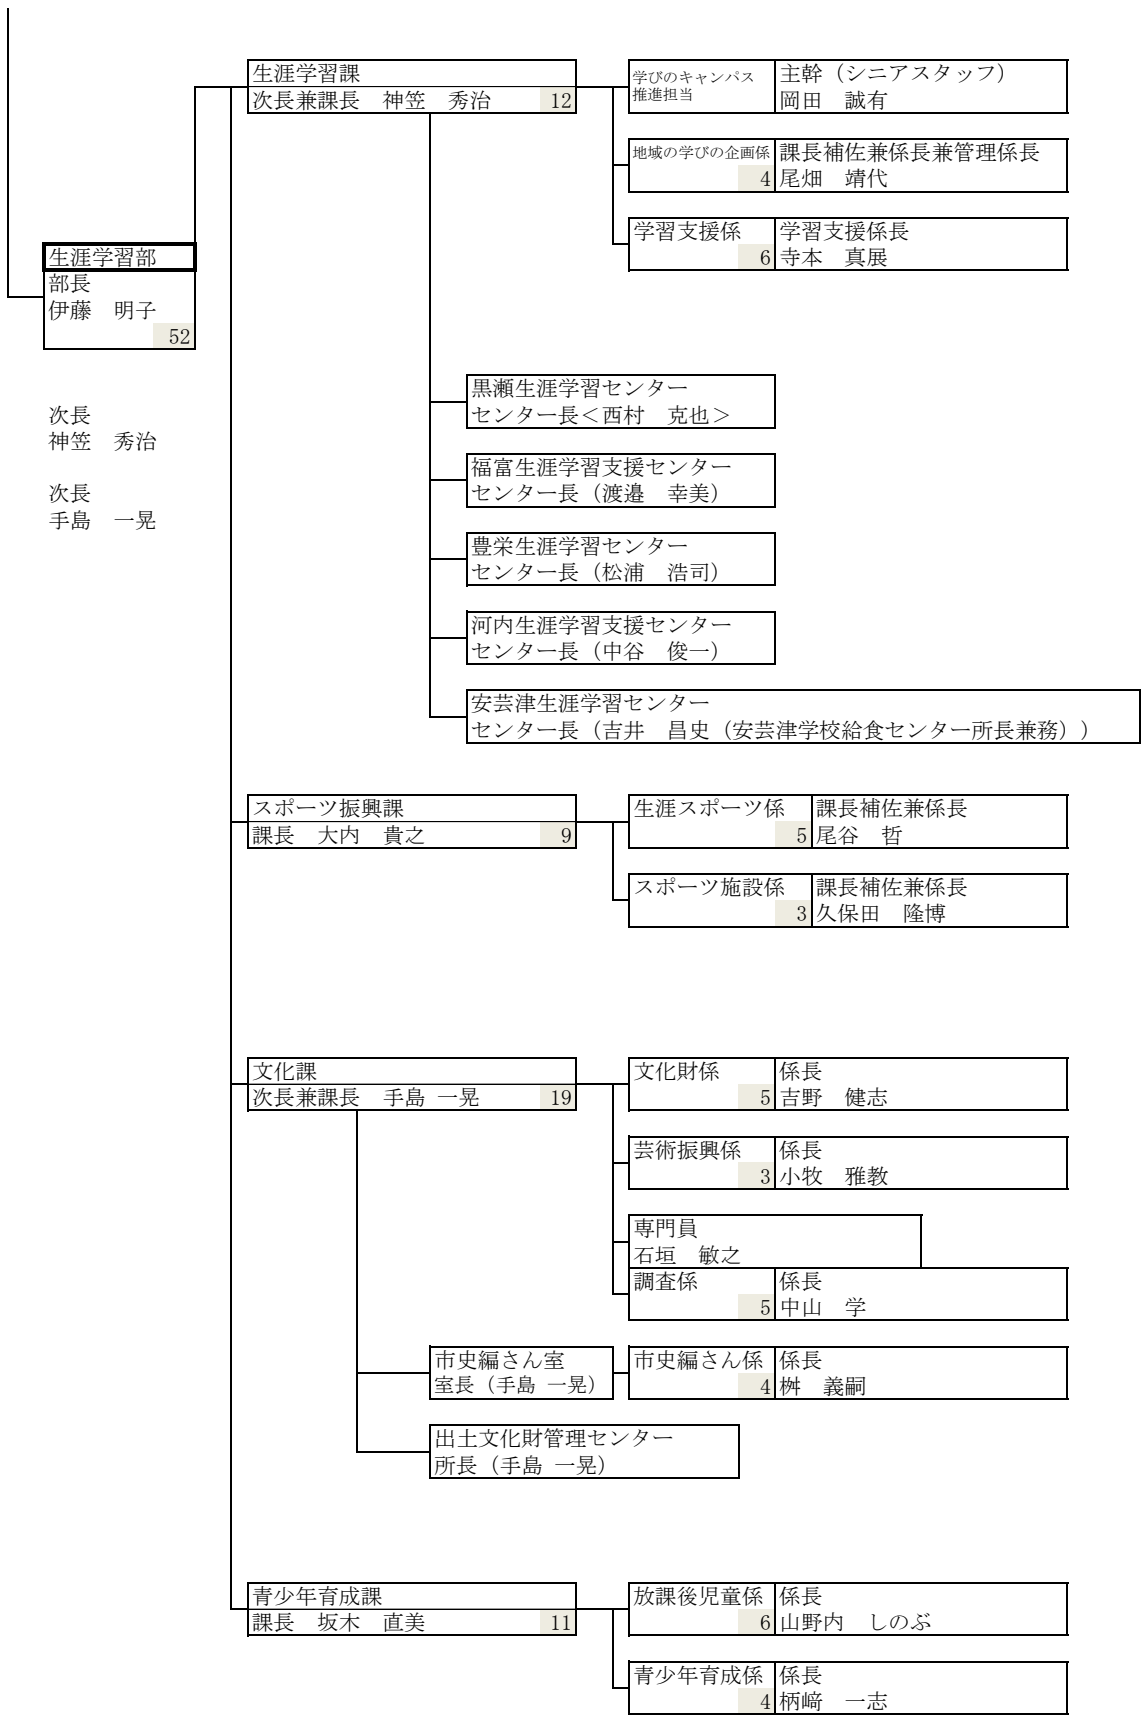 生涯学習部
部長
伊藤　明子
52
次長
神笠　秀治
次長
手島　一晃
生涯学習課
次長兼課長　神笠　秀治　12
学びのキャンパス
推進担当
主幹（シニアスタッフ）
岡田　誠有
地域の学びの企画係
4
課長補佐兼係長兼管理係長
尾畑　靖代
学習支援係
6
学習支援係長
寺本　真展
黒瀬生涯学習センター
センター長＜西村　克也＞
福富生涯学習支援センター
センター長（渡邉　幸美）
豊栄生涯学習センター
センター長（松浦　浩司）
河内生涯学習支援センター
センター長（中谷　俊一）
安芸津生涯学習センター
センター長（吉井　昌史（安芸津学校給食センター所長兼務））
スポーツ振興課
課長　大内　貴之　9
生涯スポーツ係
5
課長補佐兼係長
尾谷　哲
スポーツ施設係
3
課長補佐兼係長
久保田　隆博
文化課
次長兼課長　手島 一晃　19
文化財係
5
係長
吉野　健志
芸術振興係
3
係長
小牧　雅教
専門員
石垣　敏之
調査係
5
係長
中山　学
市史編さん室
室長（手島 一晃）
市史編さん係
4
係長
桝　義嗣
出土文化財管理センター
所長（手島 一晃）
青少年育成課
課長　坂木　直美　11
放課後児童係
6
係長
山野内　しのぶ
青少年育成係
4
係長
柄﨑　一志